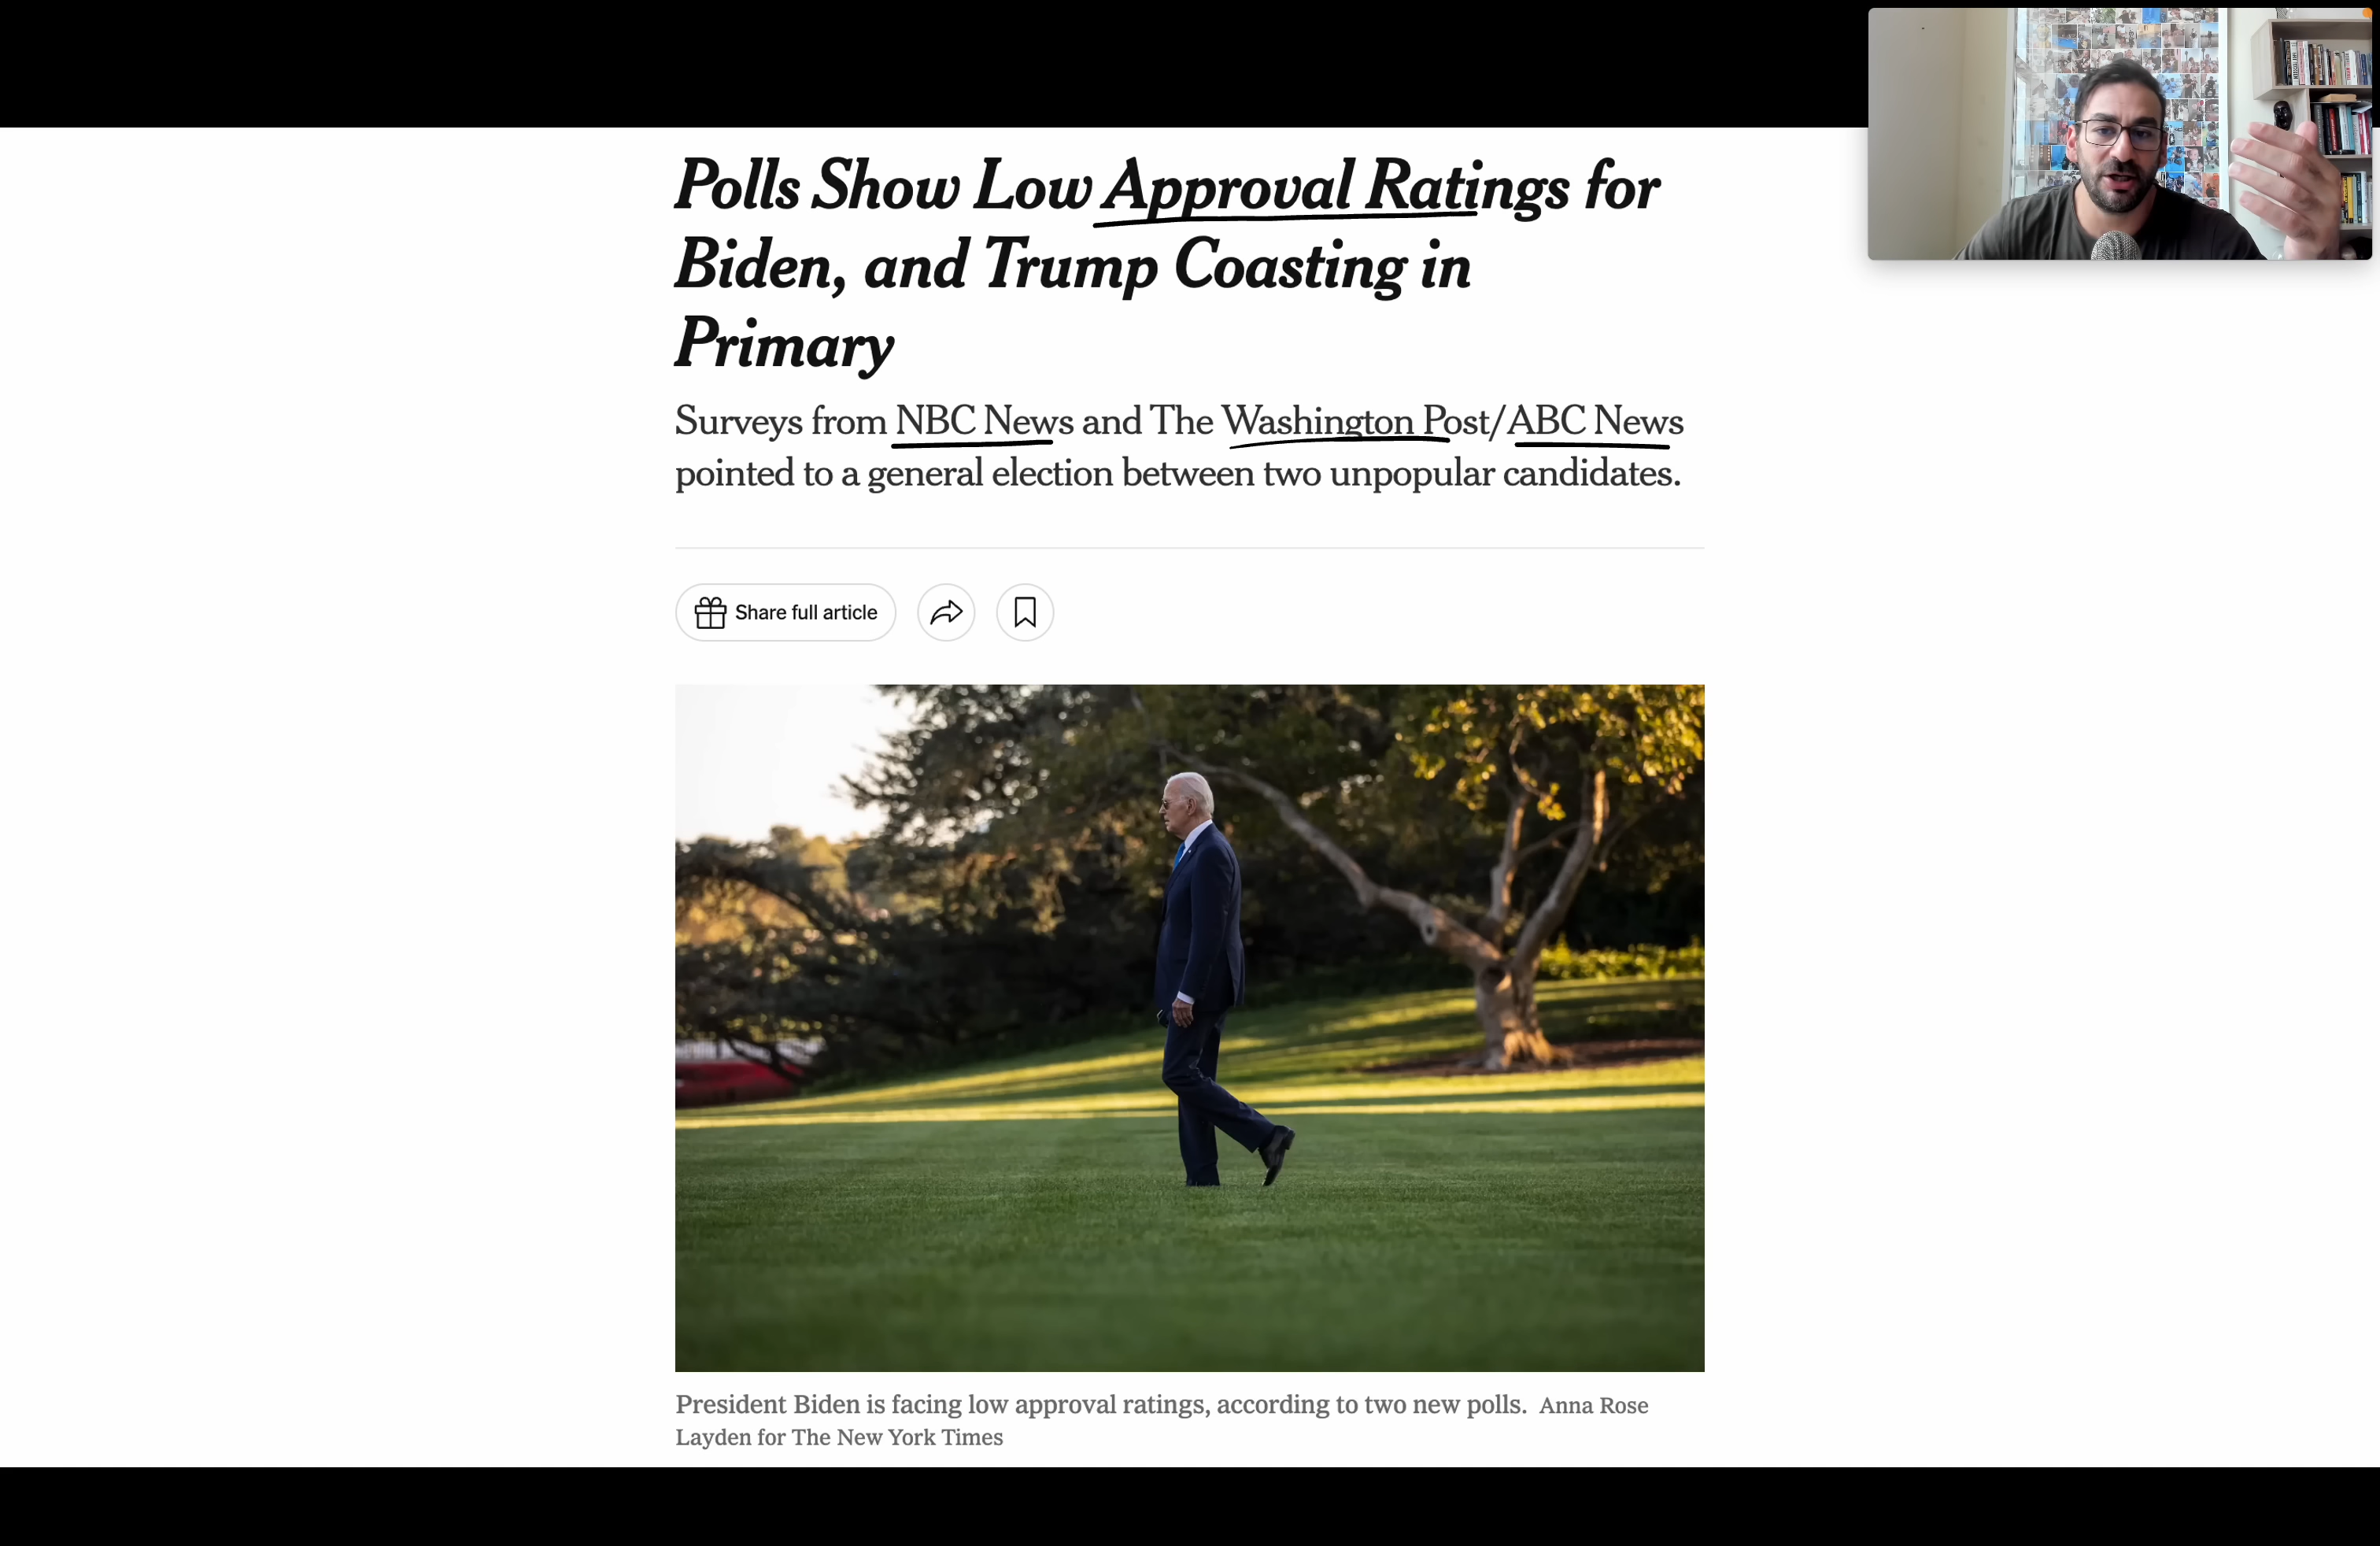 Polls Show Low Approval Ratings for
Biden, and Trump Coasting in
Primary
Surveys from NBC News and The Washington Post/ABC News
pointed to a general election between two unpopular candidates.
Share full article
President Biden is facing low approval ratings, according to two new polls. Anna Rose
Layden for The New York Times